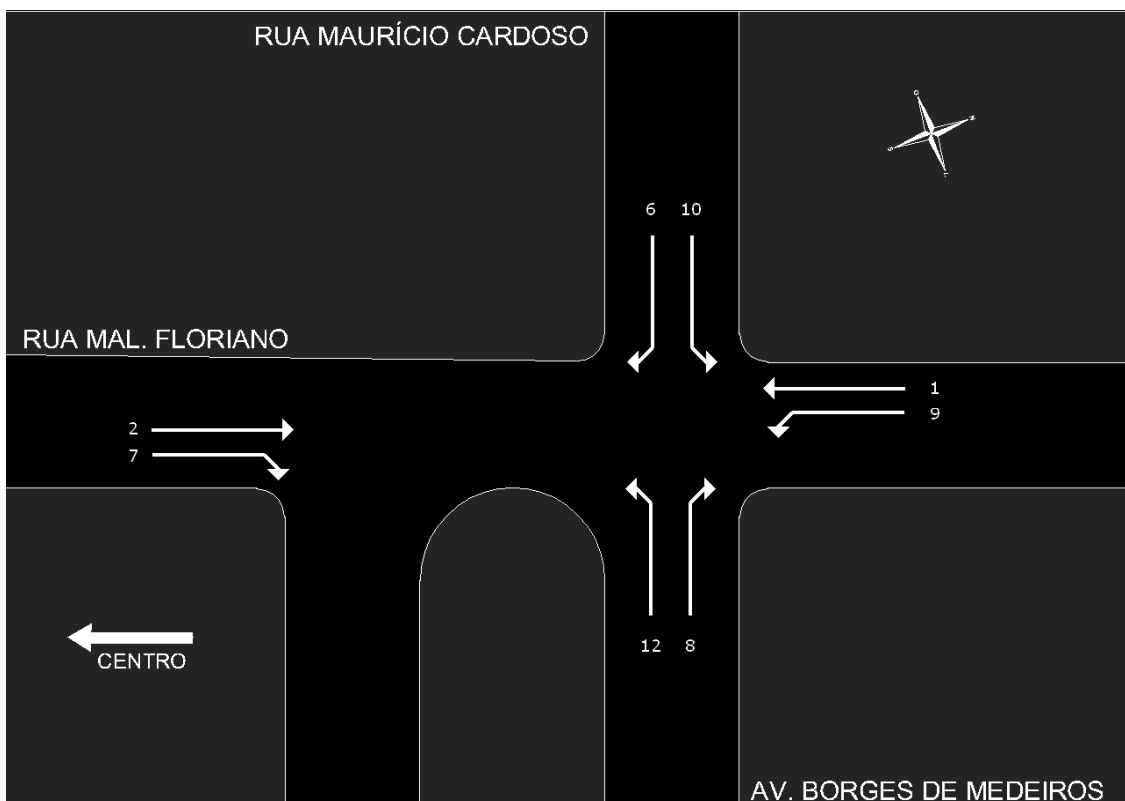 RUA MAURÍCIO CARDOSO
O
N
S
L
6 10
RUA MAL. FLORIANO
1
9
2
7
12 8
CENTRO
AV. BORGES DE MEDEIROS